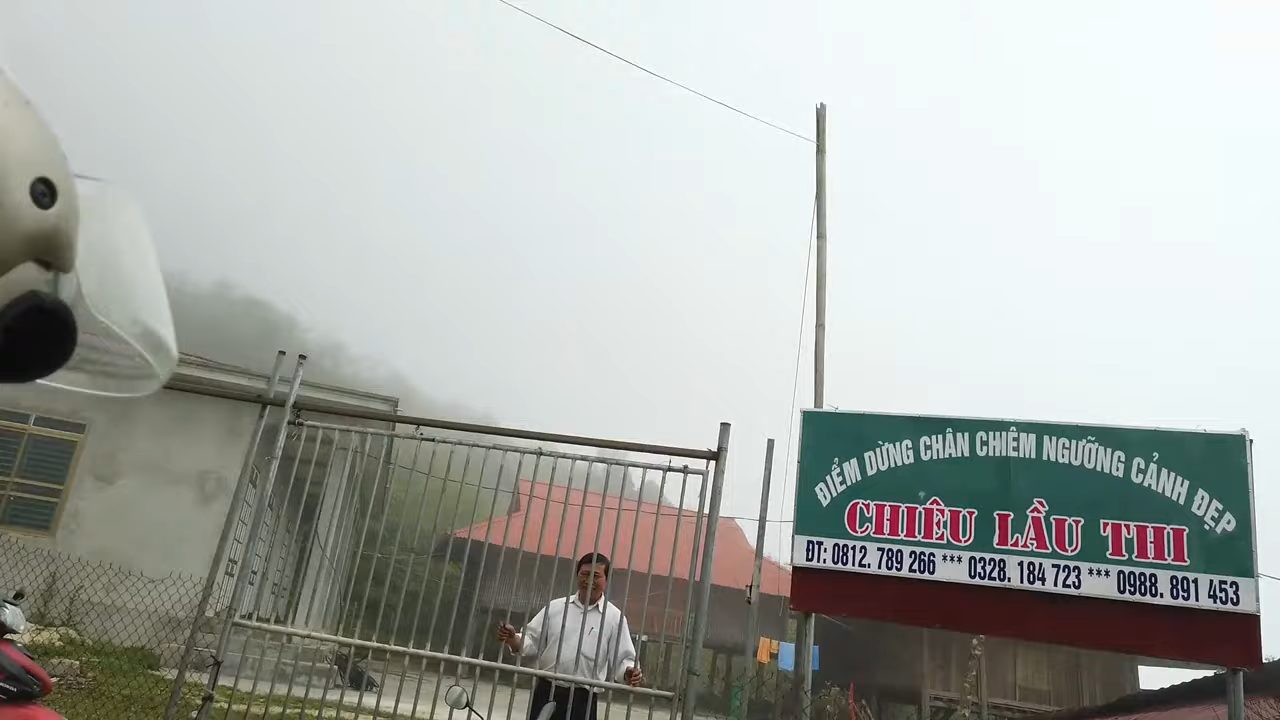 ĐIỂM DỪNG CHÂN CHIÊM NGƯỠNG CẢNH ĐẸP
CHIÊU LẦU THI
ĐT: 0812. 789 266 *** 0328. 184 723 *** 0988. 891 453